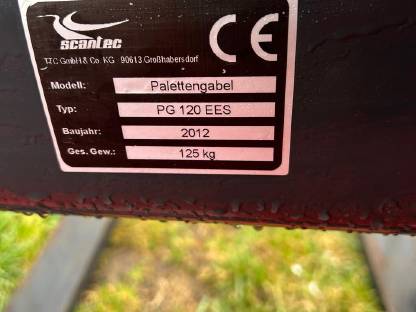 scantec
CE
TZC GmbH & Co. KG 90613 Großhabersdorf
Modell: Palettengabel
Typ: PG 120 EES
Baujahr: 2012
Ges. Gew.: 125 kg